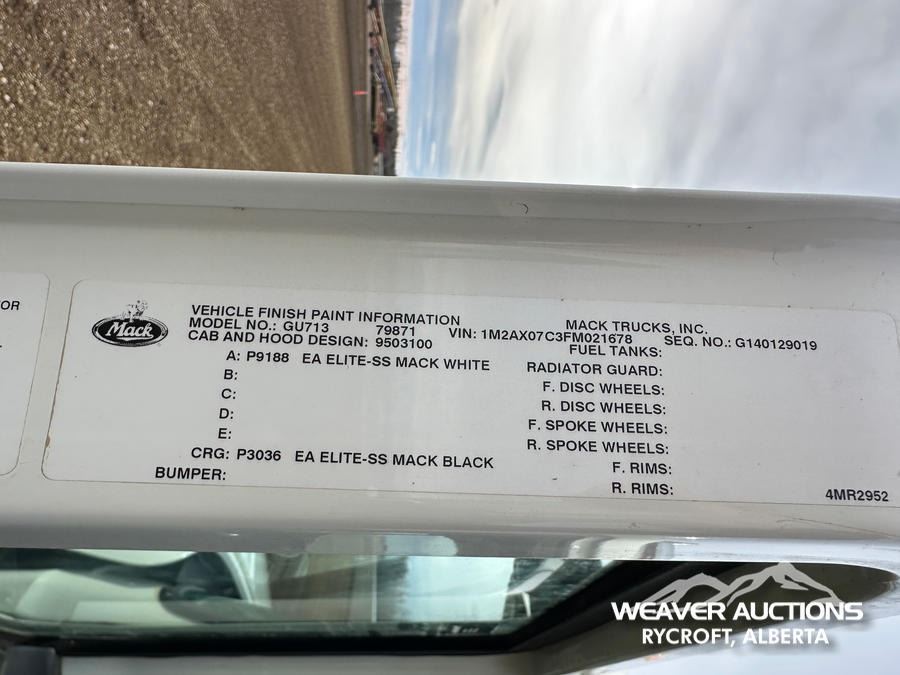 OR
Mack
VEHICLE FINISH PAINT INFORMATION MACK TRUCKS, INC.
MODEL NO.: GU713 79871 VIN: 1M2AX07C3FM021678 SEQ. NO.: G140129019
CAB AND HOOD DESIGN: 9503100 FUEL TANKS:
A: P9188 EA ELITE-SS MACK WHITE RADIATOR GUARD:
B: F. DISC WHEELS:
C: R. DISC WHEELS:
D: F. SPOKE WHEELS:
E: R. SPOKE WHEELS:
CRG: P3036 EA ELITE-SS MACK BLACK F. RIMS:
BUMPER: R. RIMS:
4MR2952
WEAVER AUCTIONS
RYCROFT, ALBERTA